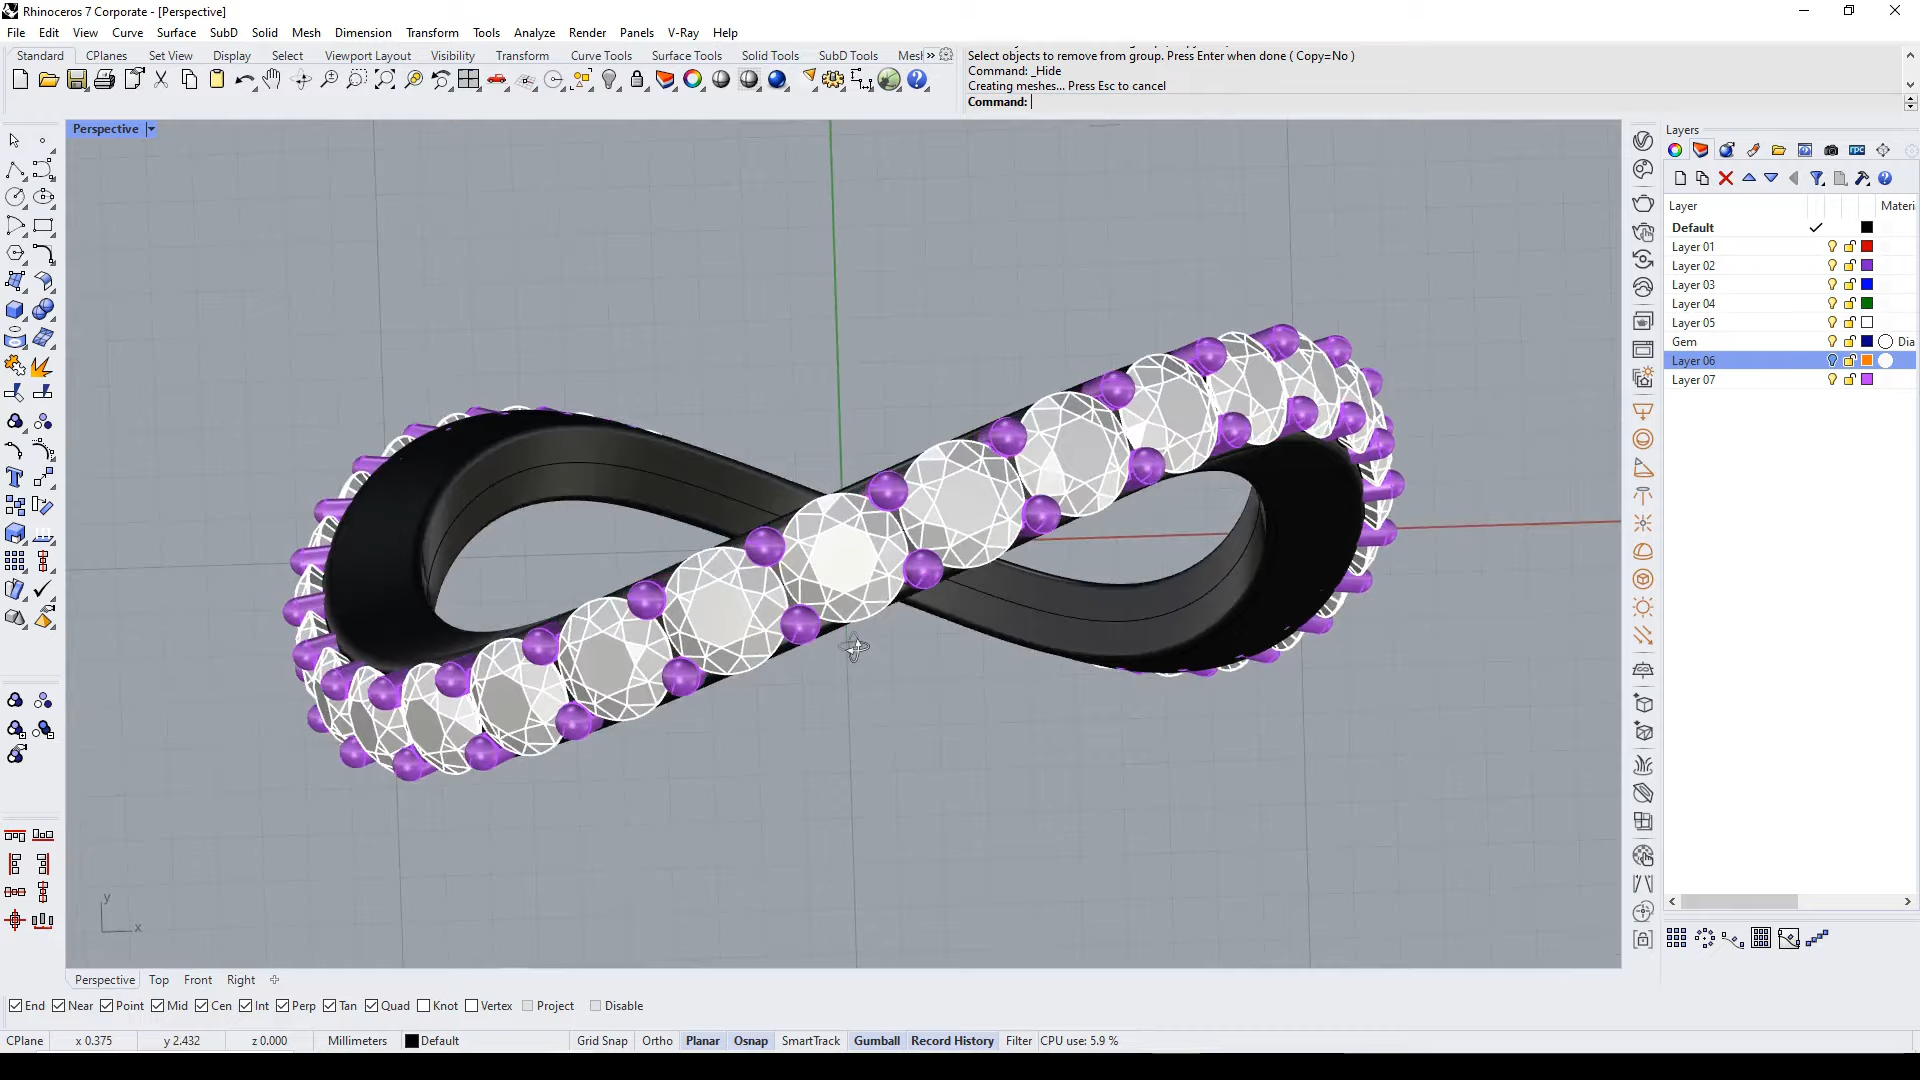 Rhinoceros 7 Corporate - [Perspective]
File Edit View Curve Surface Solid SubD Mesh Dimension Transform Tools Analyze Render Panels V-Ray Help
Standard CPlanes Set View Display Select Viewport Layout Visibility Transform Curve Tools Surface Tools Solid Tools SubD Tools Mesh »
Select objects to remove from group. Press Enter when done ( Copy=No )
Command: _Hide
Creating meshes... Press Esc to cancel
Command:
Perspective
Layers
Layer Materi
Default
Layer 01
Layer 02
Layer 03
Layer 04
Layer 05
Gem Dia
Layer 06
Layer 07
y
x
Perspective Top Front Right
End Near Point Mid Cen Int Perp Tan Quad Knot Vertex Project Disable
CPlane x 0.375 y 2.432 z 0.000 Millimeters Default Grid Snap Ortho Planar Osnap SmartTrack Gumball Record History Filter CPU use: 5.9 %